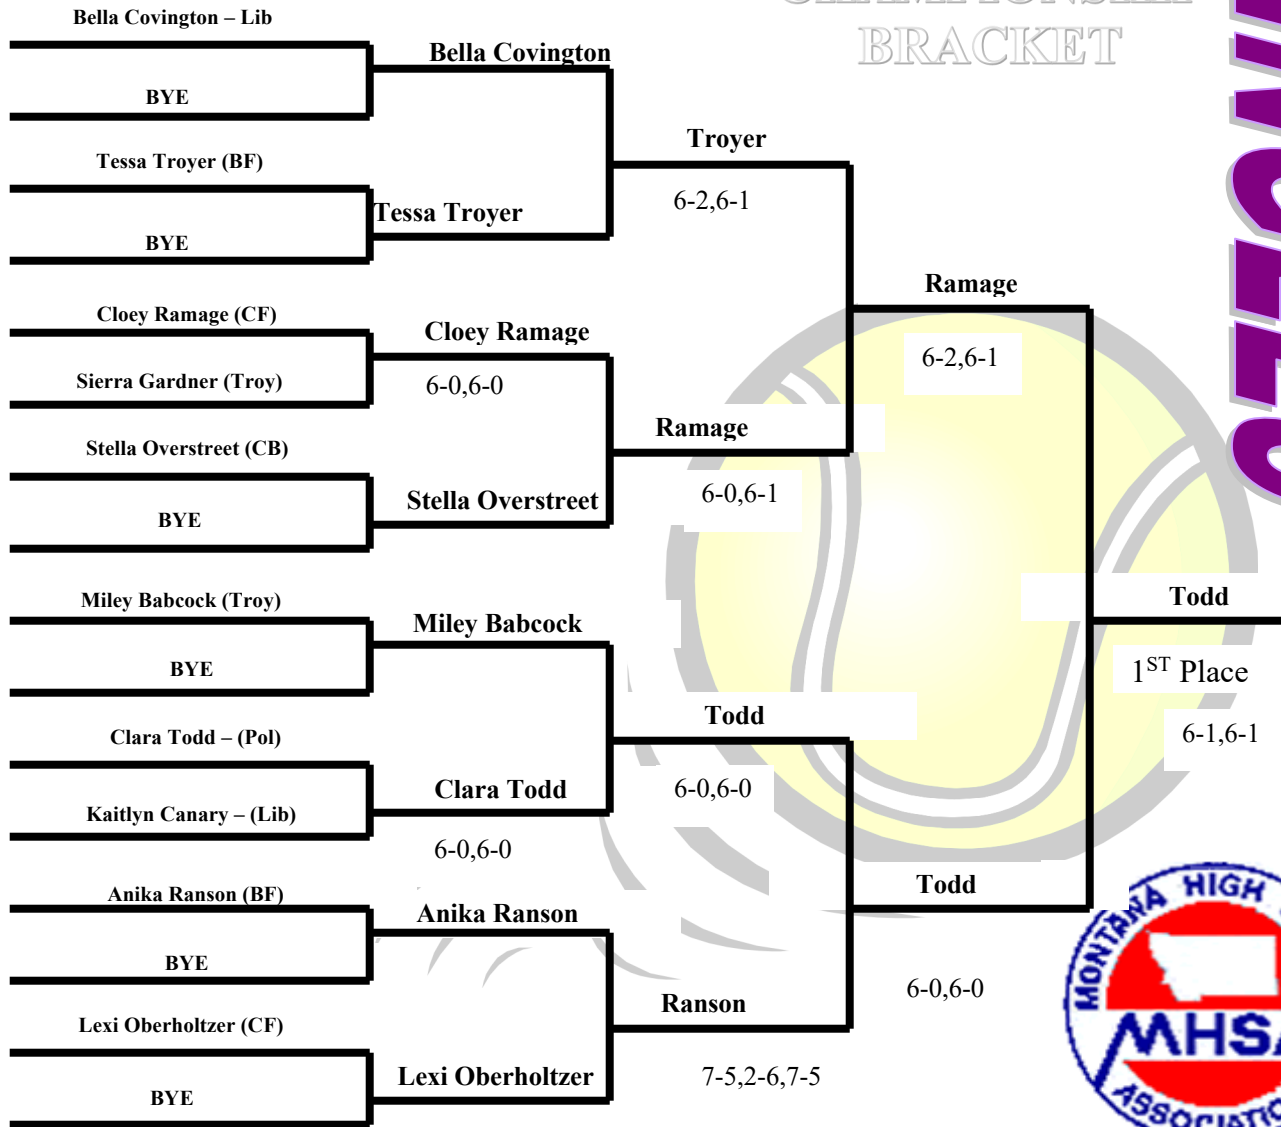 BRACKET
Bella Covington – Lib
BYE
Tessa Troyer (BF)
BYE
Cloey Ramage (CF)
Sierra Gardner (Troy)
Stella Overstreet (CB)
BYE
Miley Babcock (Troy)
BYE
Clara Todd – (Pol)
Kaitlyn Canary – (Lib)
Anika Ranson (BF)
BYE
Lexi Oberholtzer (CF)
BYE
Bella Covington
Tessa Troyer
Cloey Ramage
6-0,6-0
Stella Overstreet
Miley Babcock
Clara Todd
6-0,6-0
Anika Ranson
Lexi Oberholtzer
Troyer
6-2,6-1
Ramage
6-0,6-1
Todd
6-0,6-0
Ranson
7-5,2-6,7-5
Ramage
6-2,6-1
Todd
6-0,6-0
Todd
1ST Place
6-1,6-1
MONTANA HIGH
MHSA